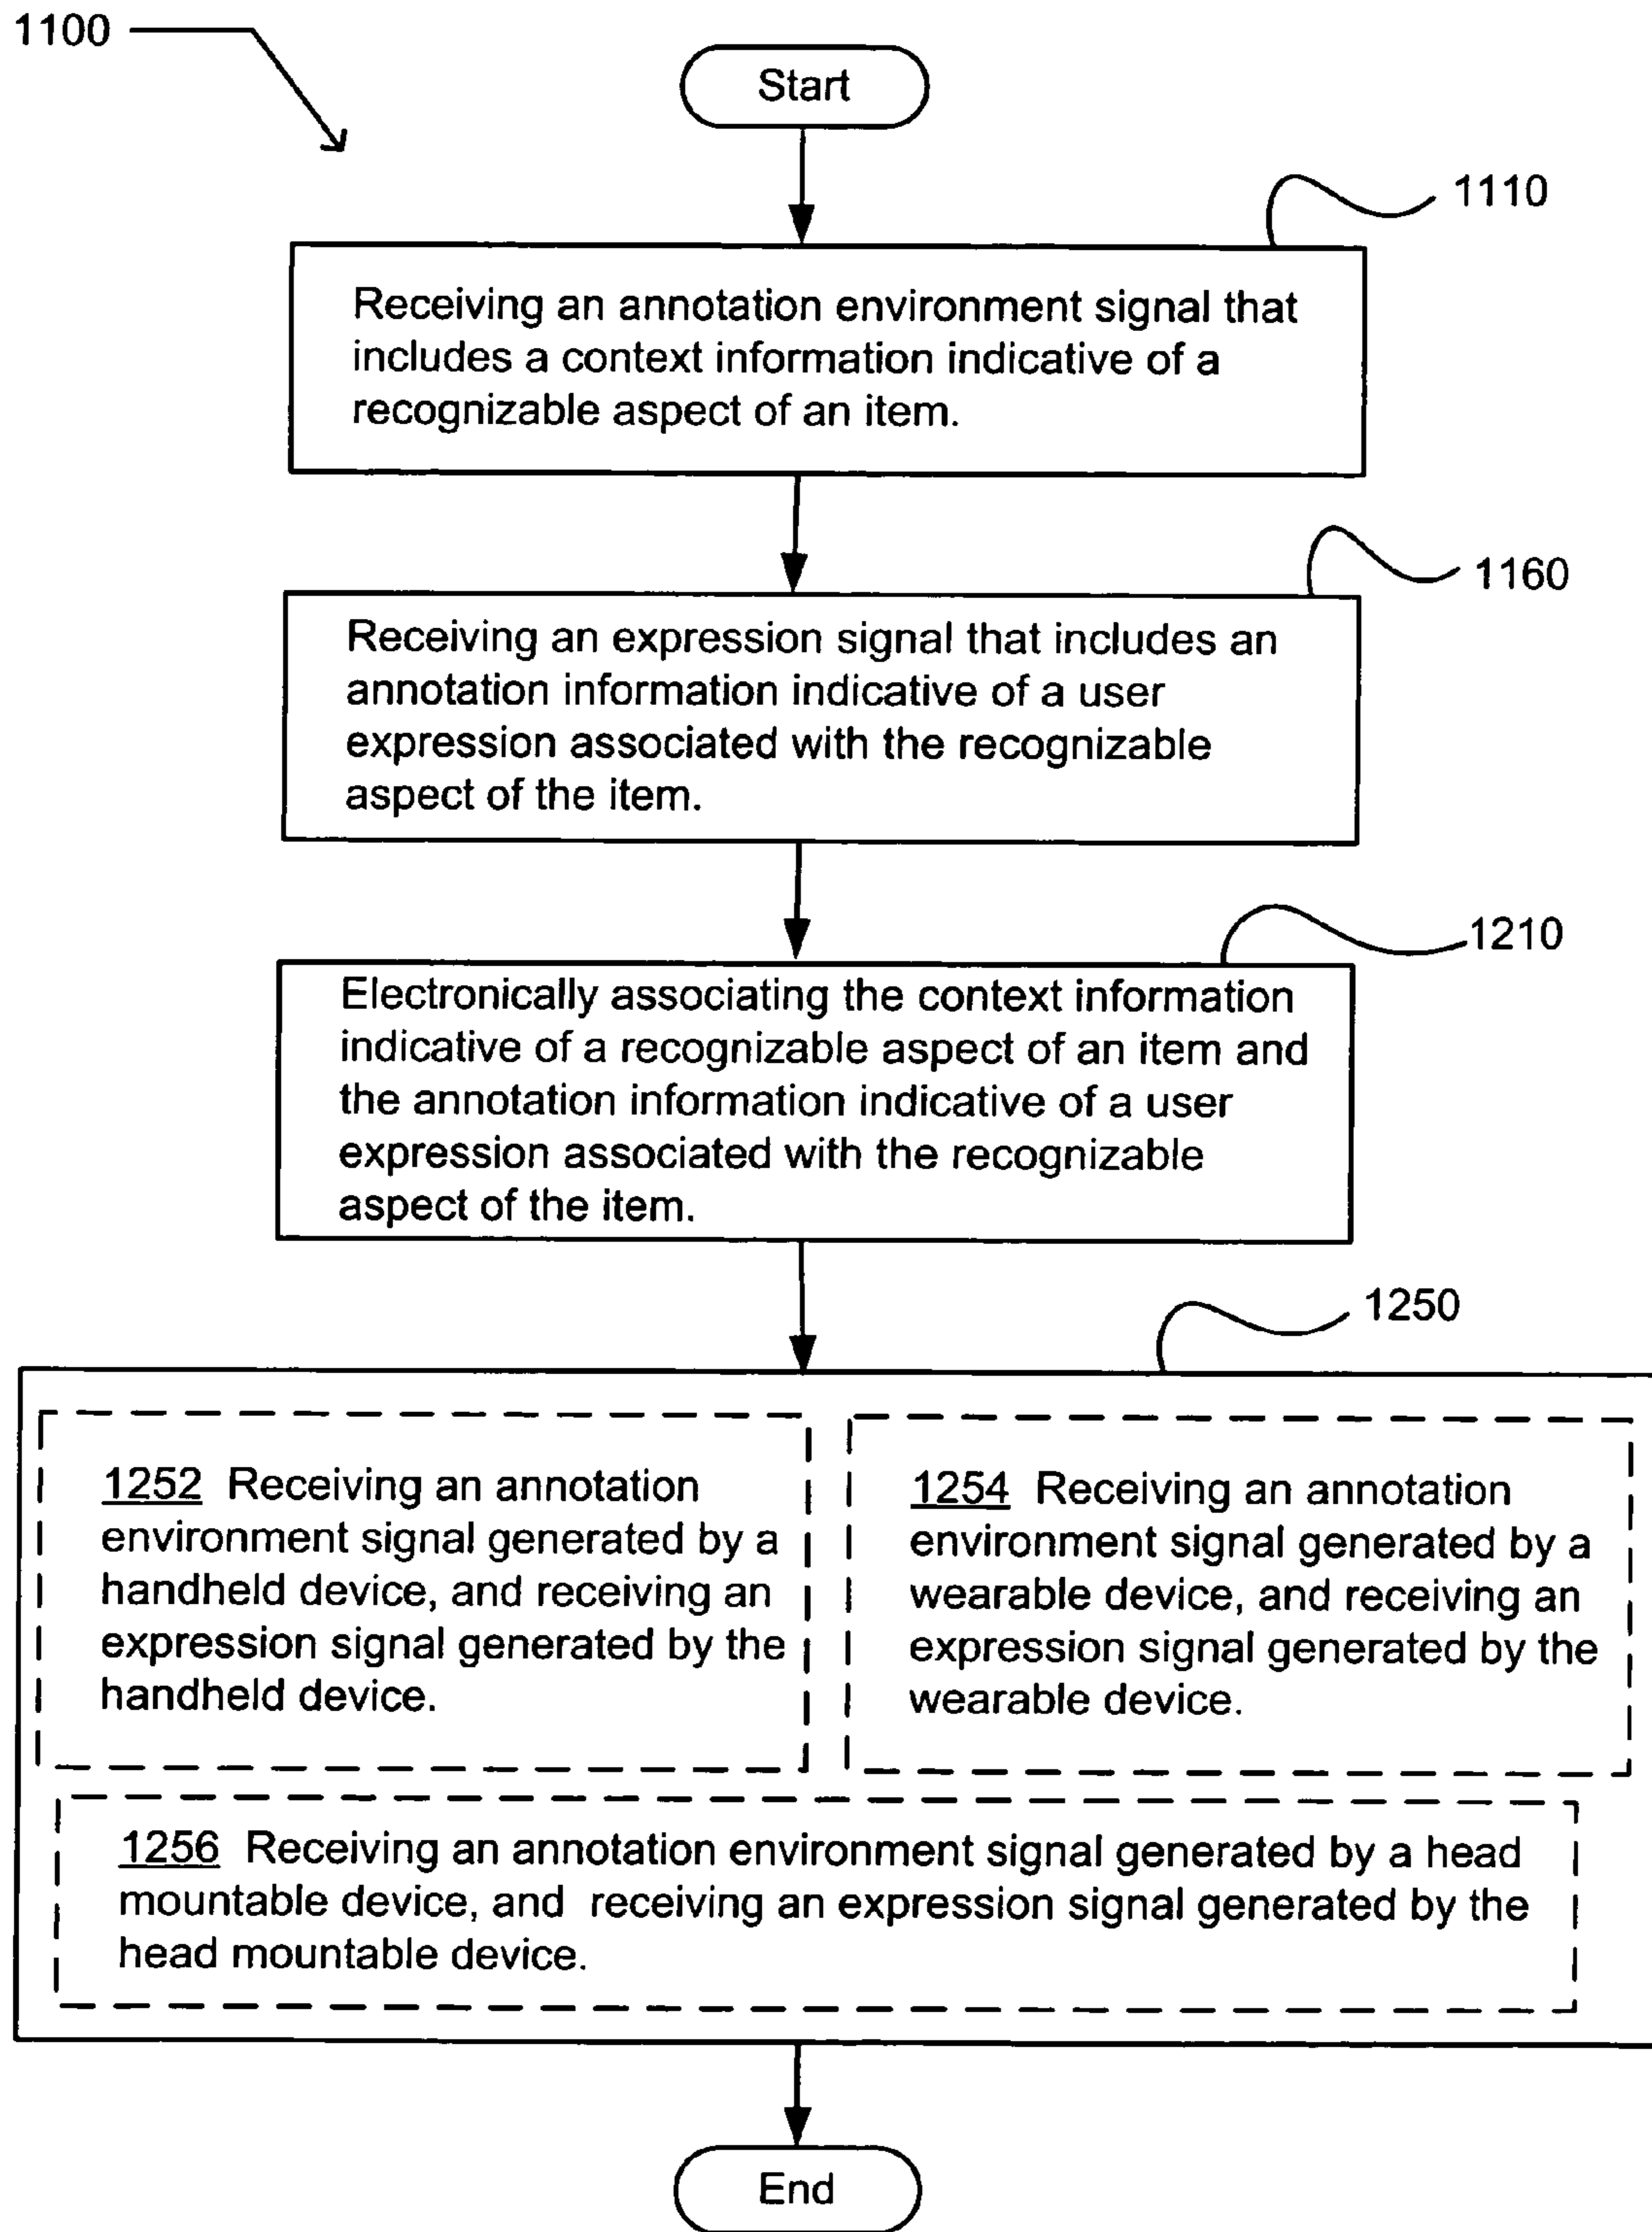 1100
Start
1110
Receiving an annotation environment signal that
includes a context information indicative of a
recognizable aspect of an item.
1160
Receiving an expression signal that includes an
annotation information indicative of a user
expression associated with the recognizable
aspect of the item.
1210
Electronically associating the context information
indicative of a recognizable aspect of an item and
the annotation information indicative of a user
expression associated with the recognizable
aspect of the item.
1250
1252 Receiving an annotation
environment signal generated by a
handheld device, and receiving an
expression signal generated by the
handheld device.
1254 Receiving an annotation
environment signal generated by a
wearable device, and receiving an
expression signal generated by the
wearable device.
1256 Receiving an annotation environment signal generated by a head
mountable device, and receiving an expression signal generated by the
head mountable device.
End